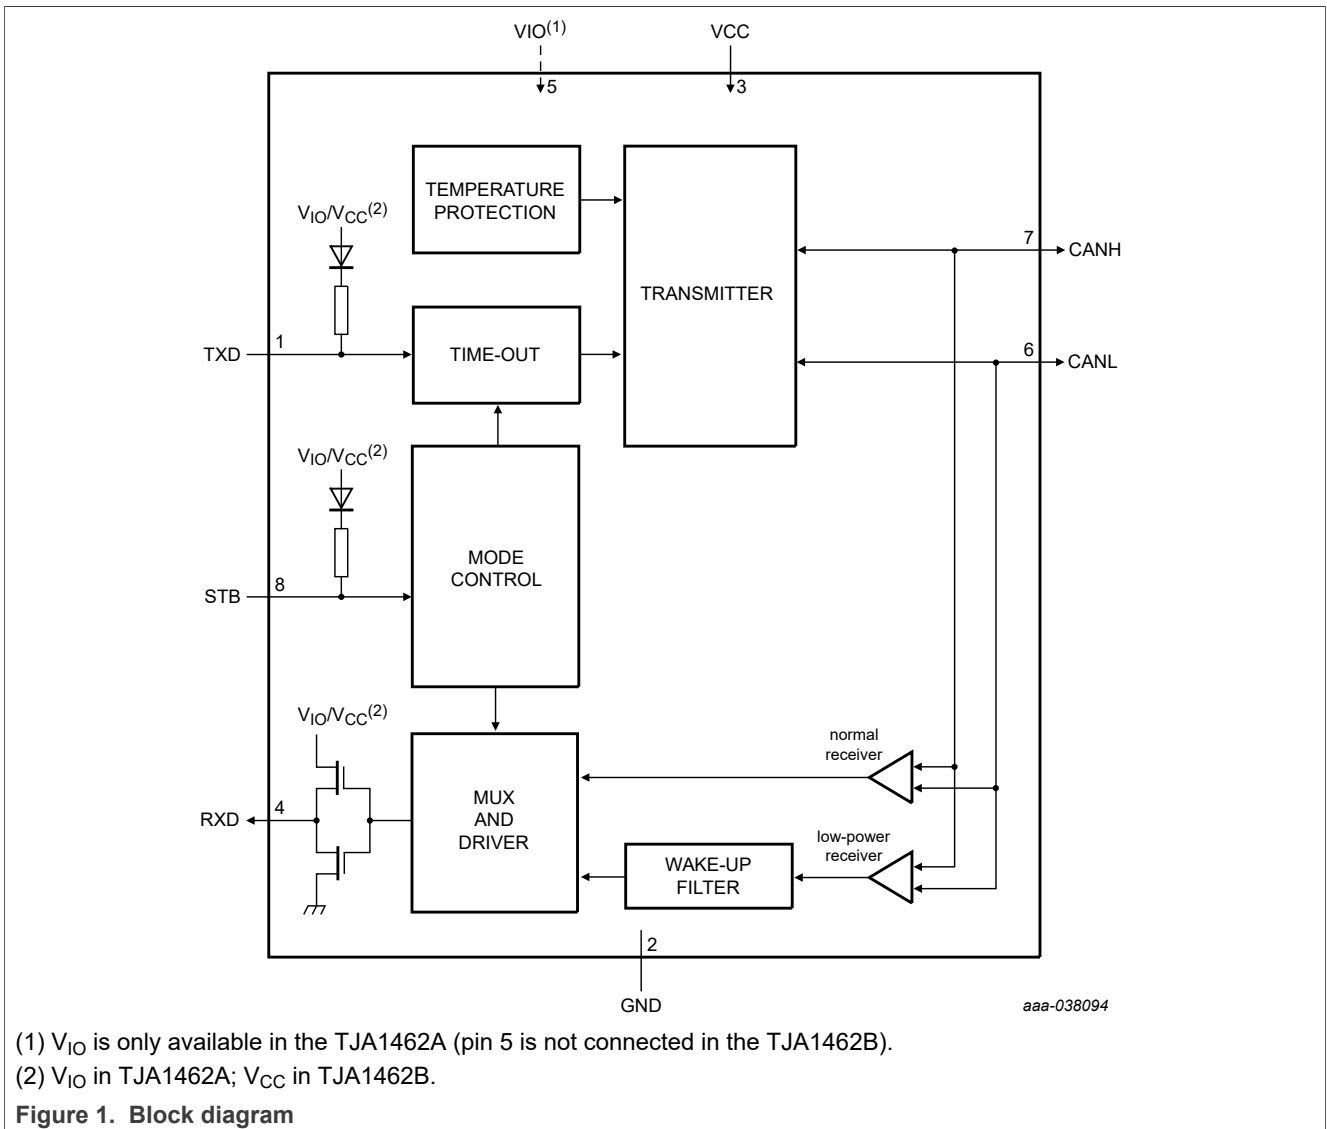 VIO(1)
VCC
5
3
TEMPERATURE
PROTECTION
VIO/VCC(2)
TRANSMITTER
7
CANH
TXD
1
TIME-OUT
6
CANL
VIO/VCC(2)
MODE
CONTROL
STB
8
VIO/VCC(2)
normal
receiver
RXD
4
MUX
AND
DRIVER
low-power
receiver
WAKE-UP
FILTER
2
GND
aaa-038094
(1) VIO is only available in the TJA1462A (pin 5 is not connected in the TJA1462B).
(2) VIO in TJA1462A; VCC in TJA1462B.
Figure 1. Block diagram